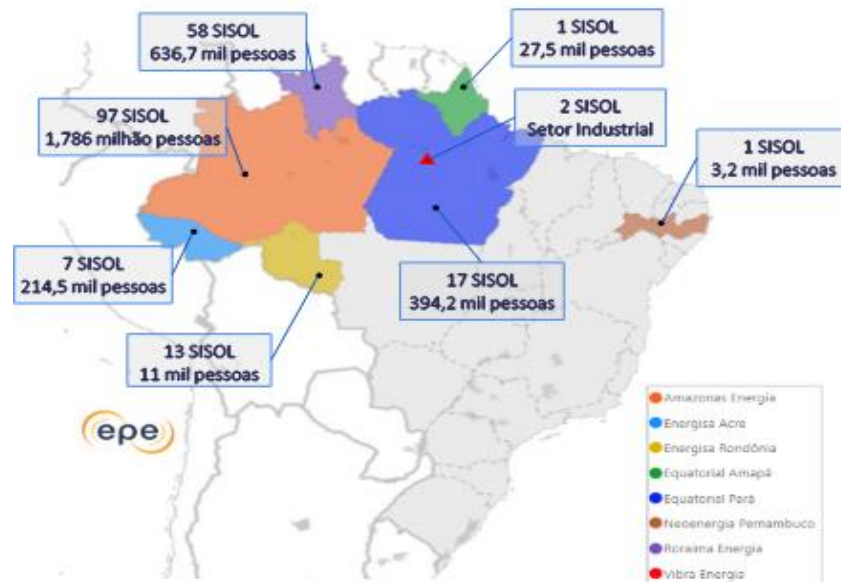 58 SISOL
636,7 mil pessoas
1 SISOL
27,5 mil pessoas
97 SISOL
1,786 milhão pessoas
2 SISOL
Setor Industrial
1 SISOL
3,2 mil pessoas
7 SISOL
214,5 mil pessoas
17 SISOL
394,2 mil pessoas
13 SISOL
11 mil pessoas
epe
Amazonas Energia
Energisa Acre
Energisa Rondônia
Equatorial Amapá
Equatorial Pará
Neoenergia Pernambuco
Roraima Energia
Vibra Energia